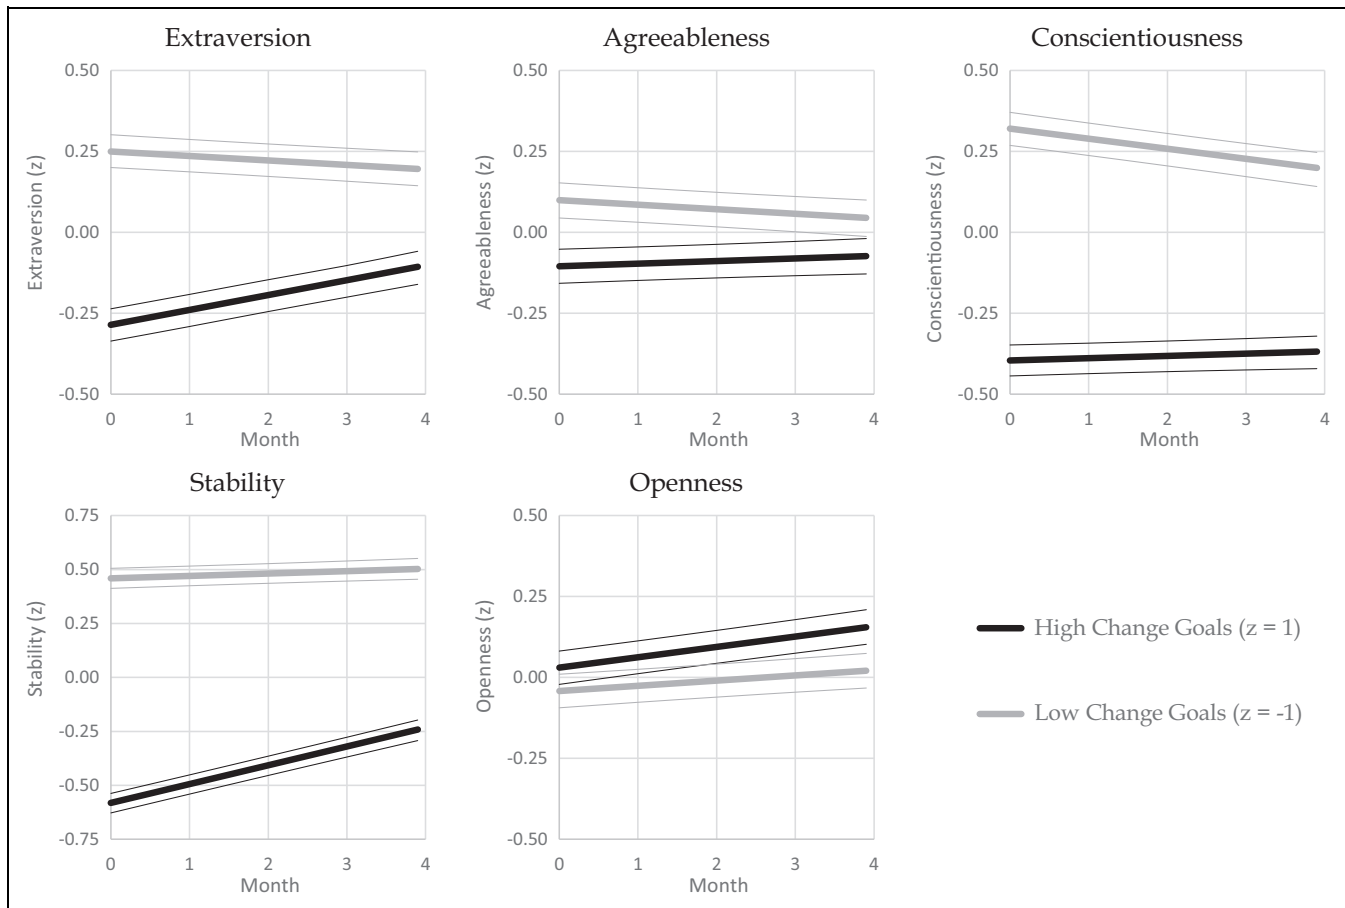 Extraversion
Agreeableness
Conscientiousness
0.50
0.25
0.00
-0.25
-0.50
Extraversion (z)
0 1 2 3 4
Month
0.50
0.25
0.00
-0.25
-0.50
Agreeableness (z)
0 1 2 3 4
Month
0.50
0.25
0.00
-0.25
-0.50
Conscientiousness (z)
0 1 2 3 4
Month
Stability
Openness
0.75
0.50
0.25
0.00
-0.25
-0.50
-0.75
Stability (z)
0 1 2 3 4
Month
0.50
0.25
0.00
-0.25
-0.50
Openness (z)
0 1 2 3 4
Month
High Change Goals (z = 1)
Low Change Goals (z = -1)